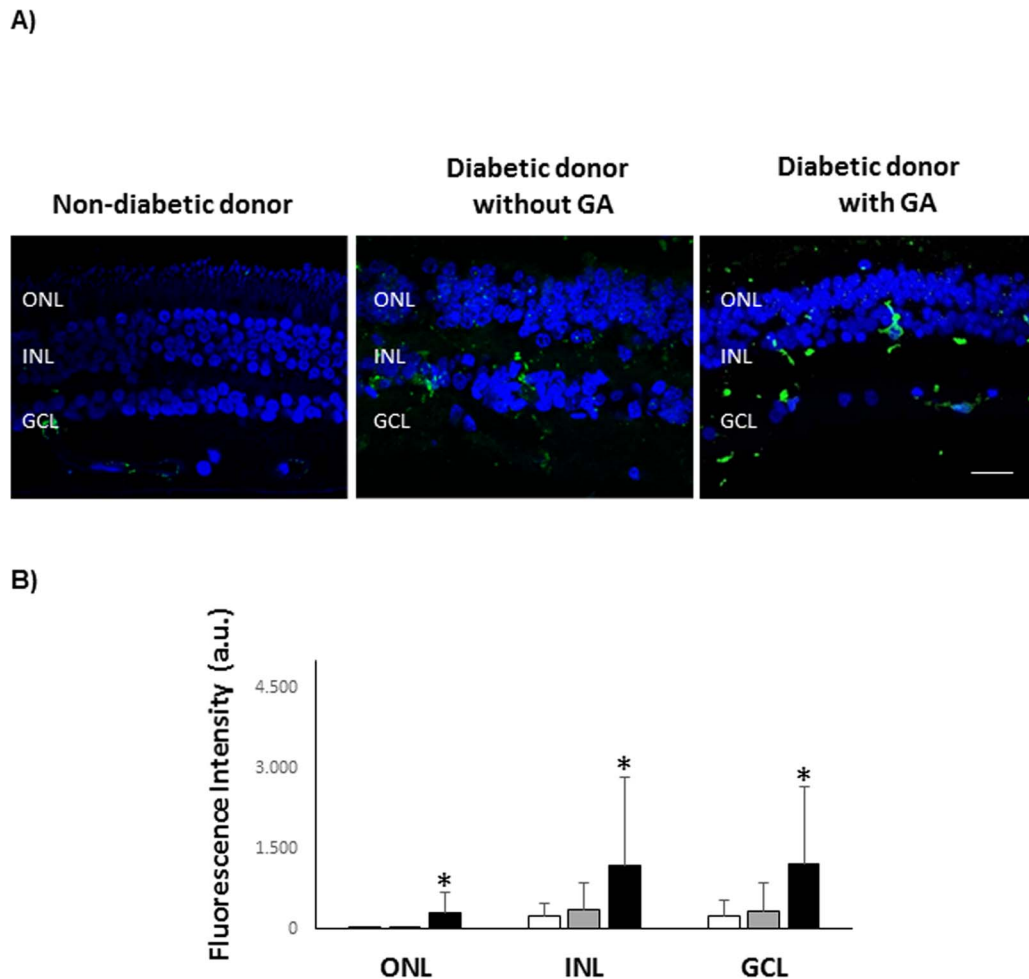 A)
Non-diabetic donor
Diabetic donor
without GA
Diabetic donor
with GA
ONL
INL
GCL
ONL
INL
GCL
ONL
INL
GCL
B)
Fluorescence Intensity (a.u.)
4.500
3.000
1.500
0
*
*
*
ONL
INL
GCL